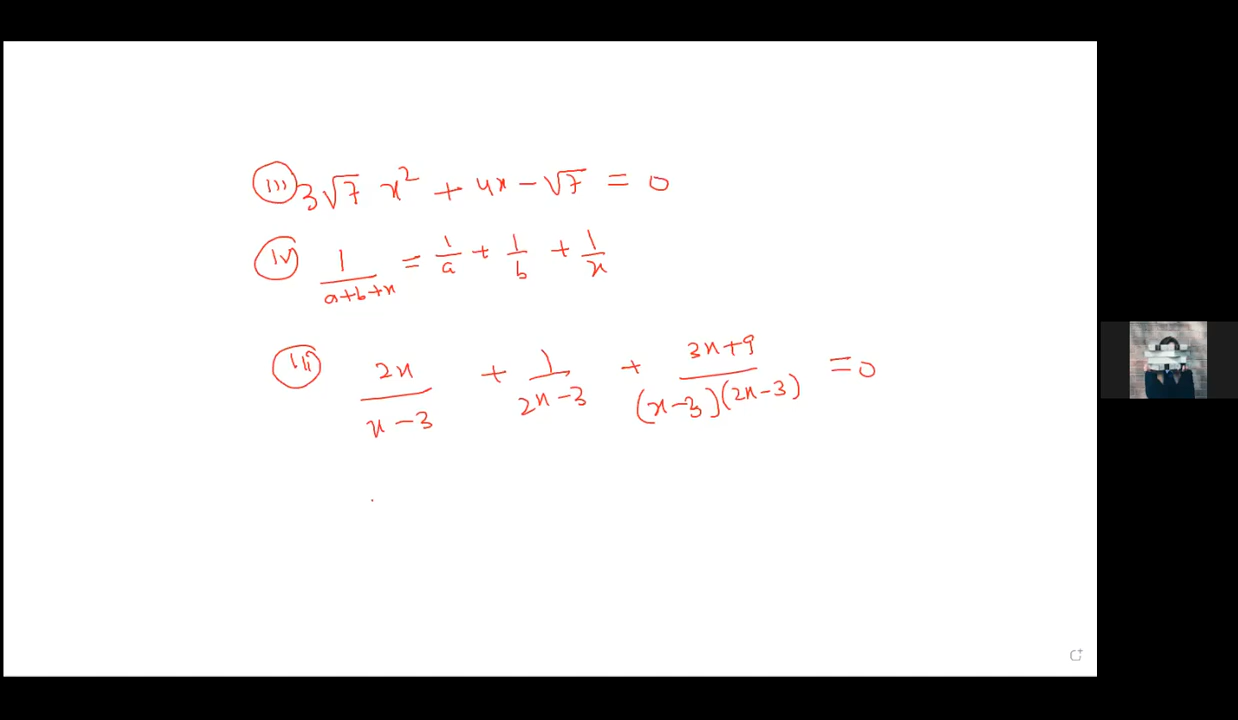 (iii) 3√7 x² + 4x - √7 = 0
(iv) 1/(a+b+x) = 1/a + 1/b + 1/x
(iii) 2x/(x-3) + 1/(2x-3) + (3x+9)/((x-3)(2x-3)) = 0